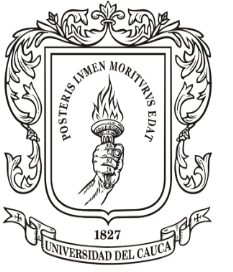 POSTERIS LVMEN MORITVRVS EDAT
1827
UNIVERSIDAD DEL CAUCA